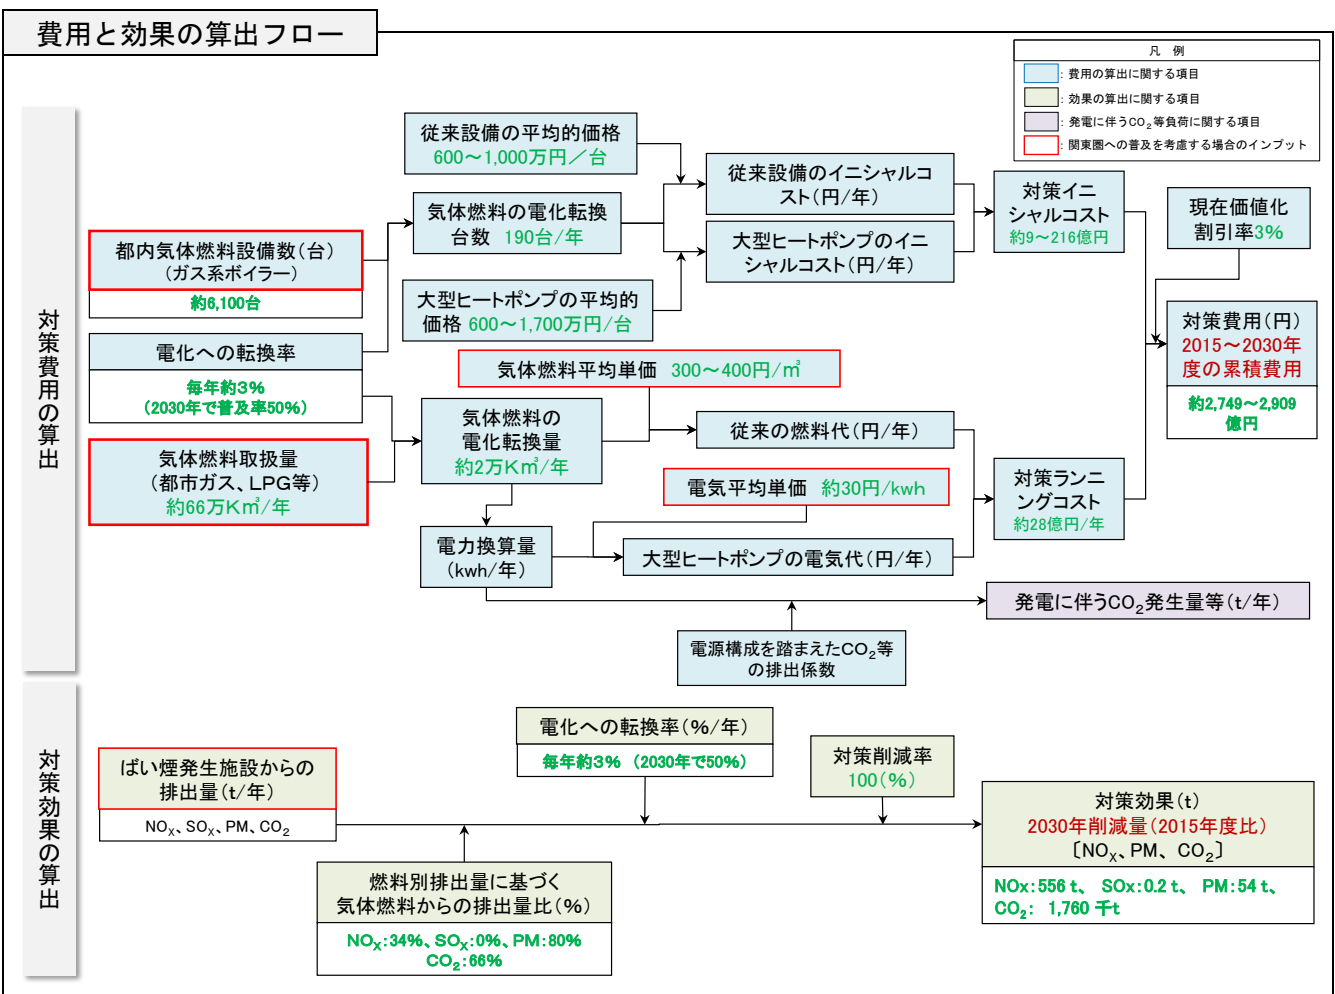 費用と効果の算出フロー
凡 例
：費用の算出に関する項目
：効果の算出に関する項目
：発電に伴うCO₂等負荷に関する項目
：関東圏への普及を考慮する場合のインプット
対策費用の算出
従来設備の平均的価格
600～1,000万円／台
気体燃料の電化転換
台数 190台/年
都内気体燃料設備数（台）
（ガス系ボイラー）
約6,100台
大型ヒートポンプの平均的
価格 600～1,700万円/台
電化への転換率
毎年約3%
（2030年で普及率50%）
従来設備のイニシャルコ
スト（円/年）
大型ヒートポンプのイニ
シャルコスト（円/年）
対策イニ
シャルコスト
約9～216億円
現在価値化
割引率3%
対策費用（円）
2015～2030年
度の累積費用
約2,749～2,909
億円
気体燃料平均単価 300～400円/㎥
気体燃料の
電化転換量
約2万K㎥/年
従来の燃料代（円/年）
気体燃料取扱量
（都市ガス、LPG等）
約66万K㎥/年
電気平均単価 約30円/kwh
対策ランニ
ングコスト
約28億円/年
電力換算量
（kwh/年）
大型ヒートポンプの電気代（円/年）
発電に伴うCO₂発生量等（t/年）
電源構成を踏まえたCO₂等
の排出係数
対策効果の算出
電化への転換率（%/年）
毎年約3% （2030年で50%）
対策削減率
100（%）
ばい煙発生施設からの
排出量（t/年）
NOX、SOX、PM、CO₂
対策効果（t）
2030年削減量（2015年度比）
〔NOX、PM、 CO₂〕
NOx：556 t、 SOx：0.2 t、 PM：54 t、
CO₂： 1,760 千t
燃料別排出量に基づく
気体燃料からの排出量比（%）
NOX：34%、SOX：0%、PM：80%
CO₂：66%